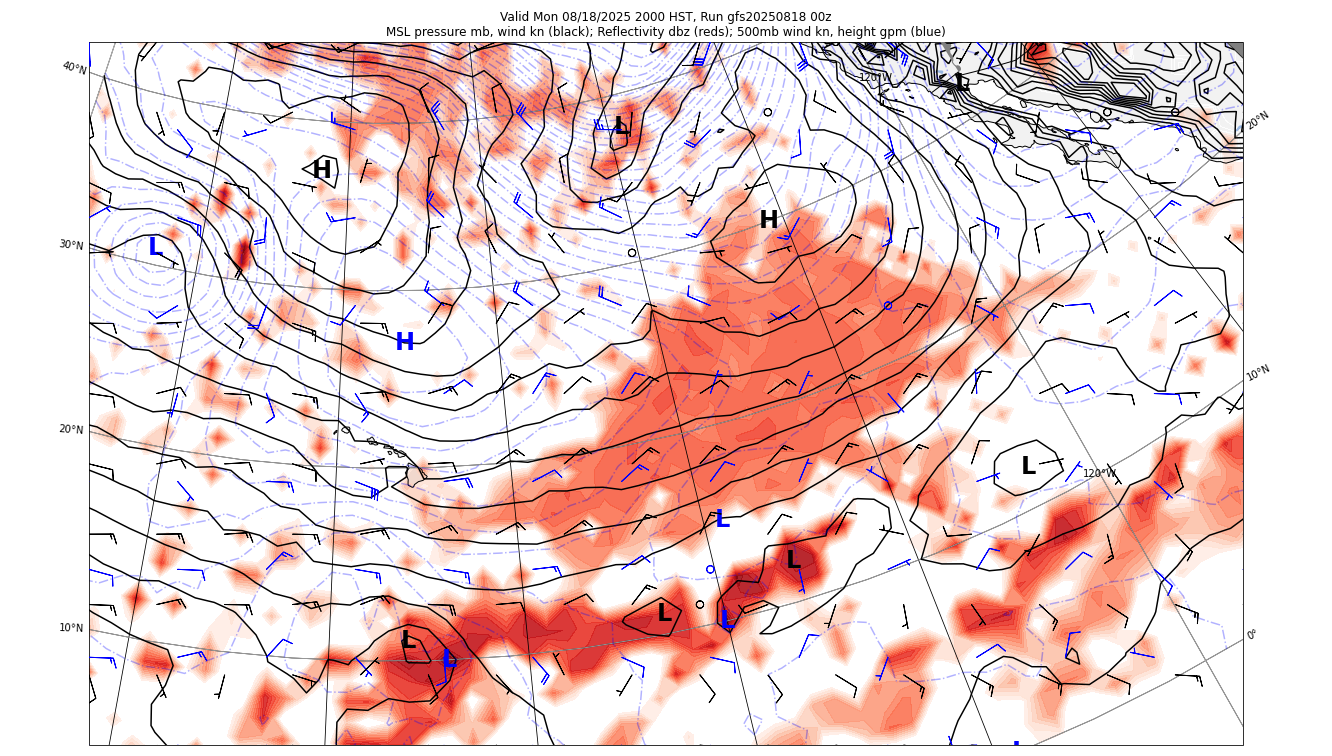 Valid Mon 08/18/2025 2000 HST, Run gfs20250818 00z
MSL pressure mb, wind kn (black); Reflectivity dbz (reds); 500mb wind kn, height gpm (blue)
40°N
120°W
L
20°N
L
H
H
30°N
L
H
10°N
20°N
L
120°W
L
L
10°N
L
L
0°
L
L
L